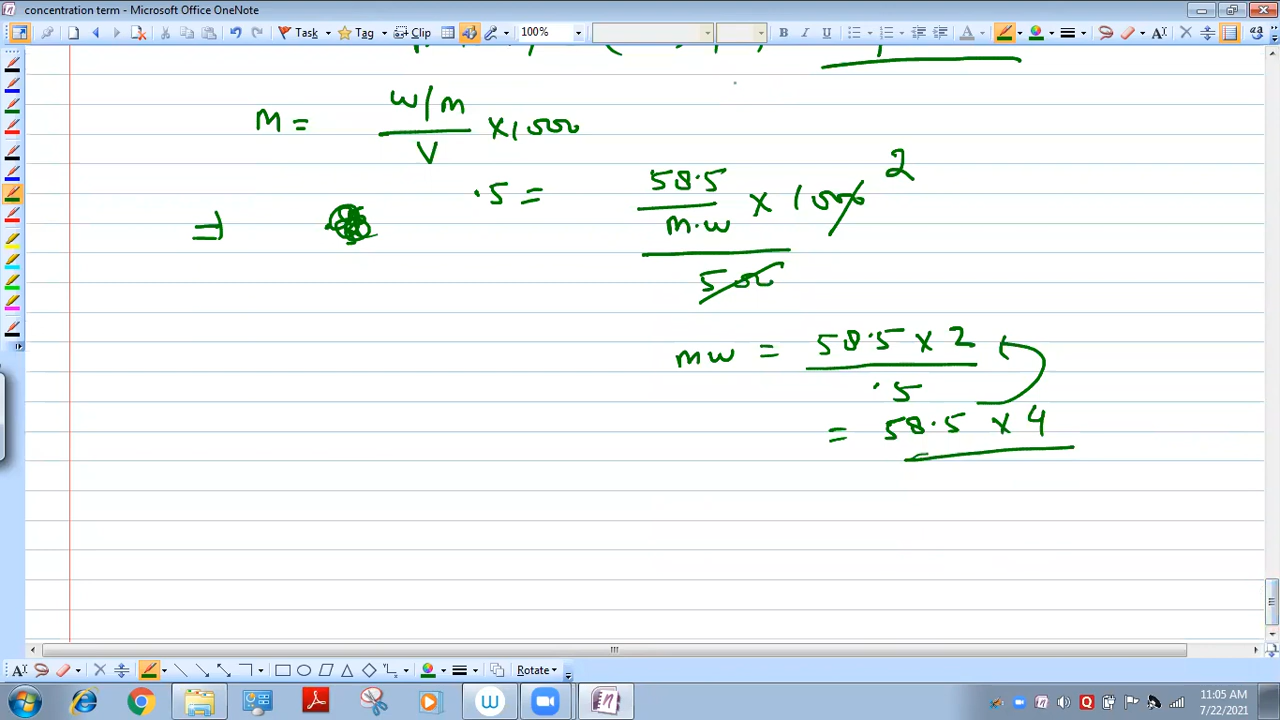 concentration term - Microsoft Office OneNote
Task
Tag
Clip
100%
B I U
M = w/m
V
×1000
.5 = 58.5
m.w
× 1000 2
500
mw = 58.5 × 2
.5
= 58.5 × 4
Rotate
11:05 AM
7/22/2021